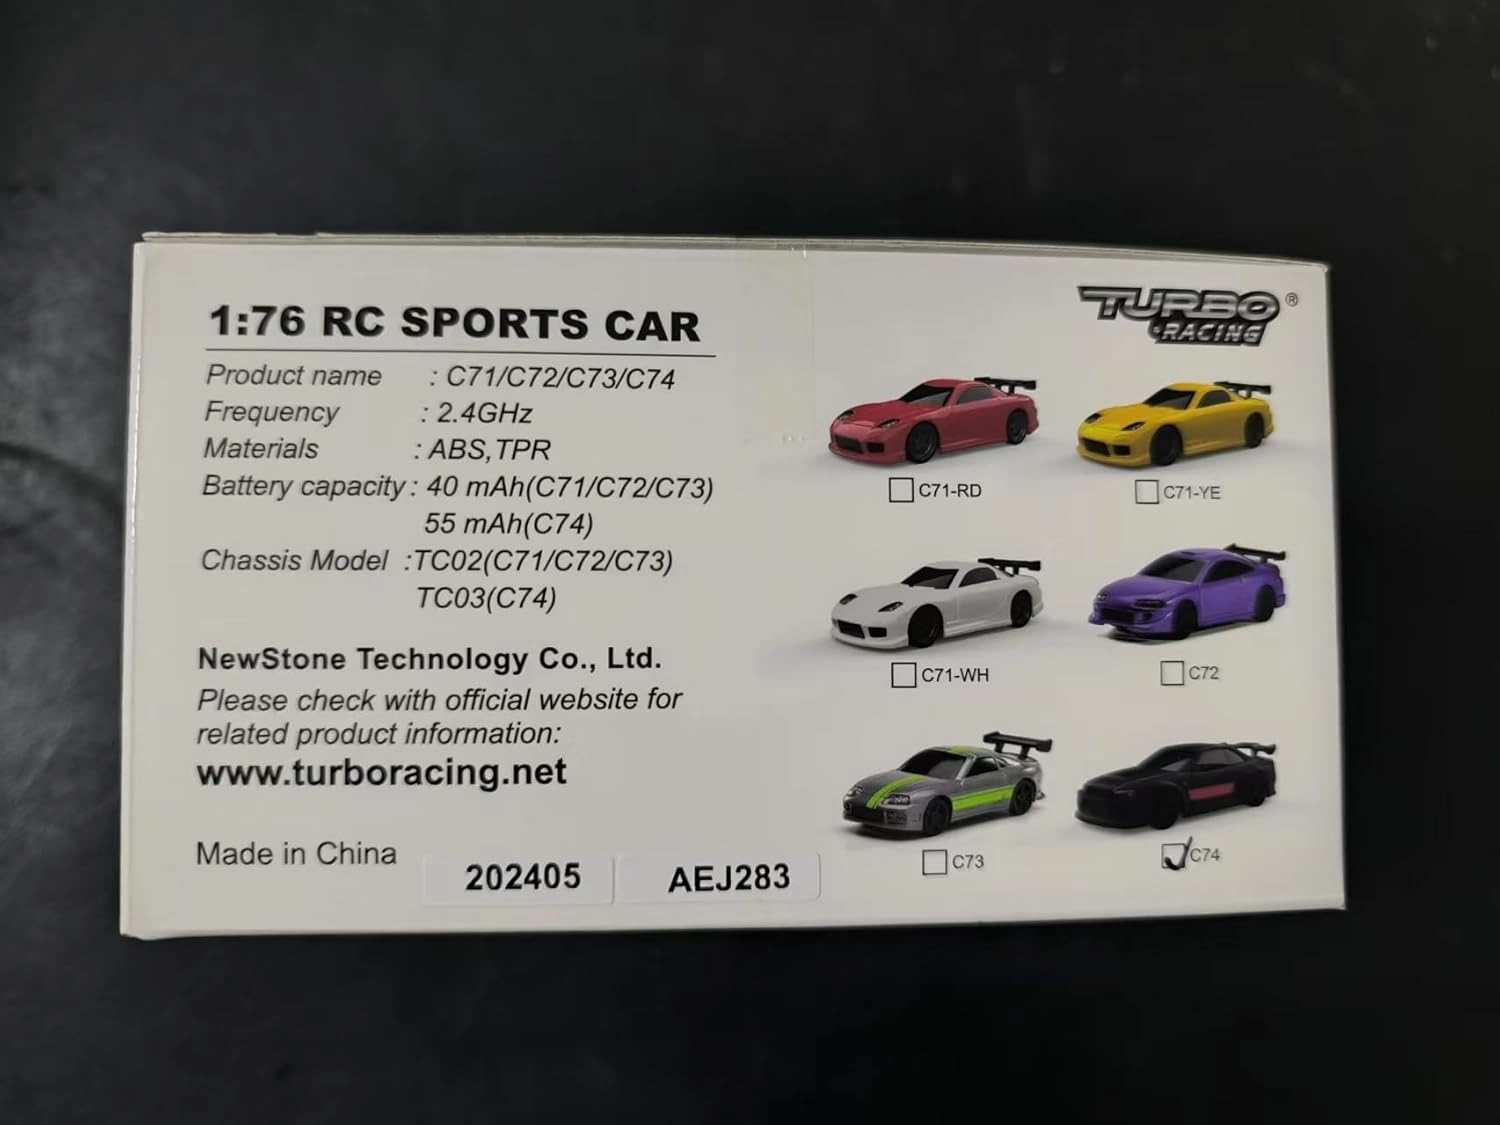 1:76 RC SPORTS CAR
Product name : C71/C72/C73/C74
Frequency : 2.4GHz
Materials : ABS,TPR
Battery capacity : 40 mAh(C71/C72/C73)
55 mAh(C74)
Chassis Model :TC02(C71/C72/C73)
TC03(C74)
NewStone Technology Co., Ltd.
Please check with official website for
related product information:
www.turboracing.net
Made in China
202405
AEJ283
TURBO ®
RACING
C71-RD
C71-YE
C71-WH
C72
C73
C74